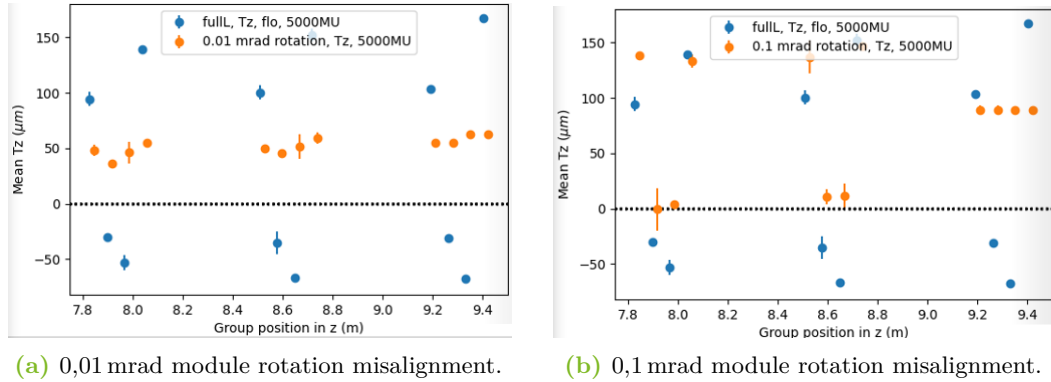 fullL, Tz, flo, 5000MU
0.01 mrad rotation, Tz, 5000MU
Mean Tz (μm)
150
100
50
0
−50
7.8 8.0 8.2 8.4 8.6 8.8 9.0 9.2 9.4
Group position in z (m)
(a) 0,01 mrad module rotation misalignment.
fullL, Tz, flo, 5000MU
0.1 mrad rotation, Tz, 5000MU
Mean Tz (μm)
150
100
50
0
−50
7.8 8.0 8.2 8.4 8.6 8.8 9.0 9.2 9.4
Group position in z (m)
(b) 0,1 mrad module rotation misalignment.